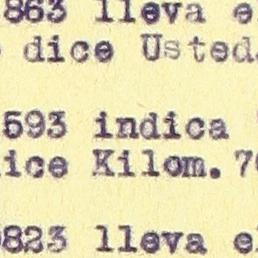 863 lleva e
dice Usted
593 indica
ice Kilom. 7
823 lleva e